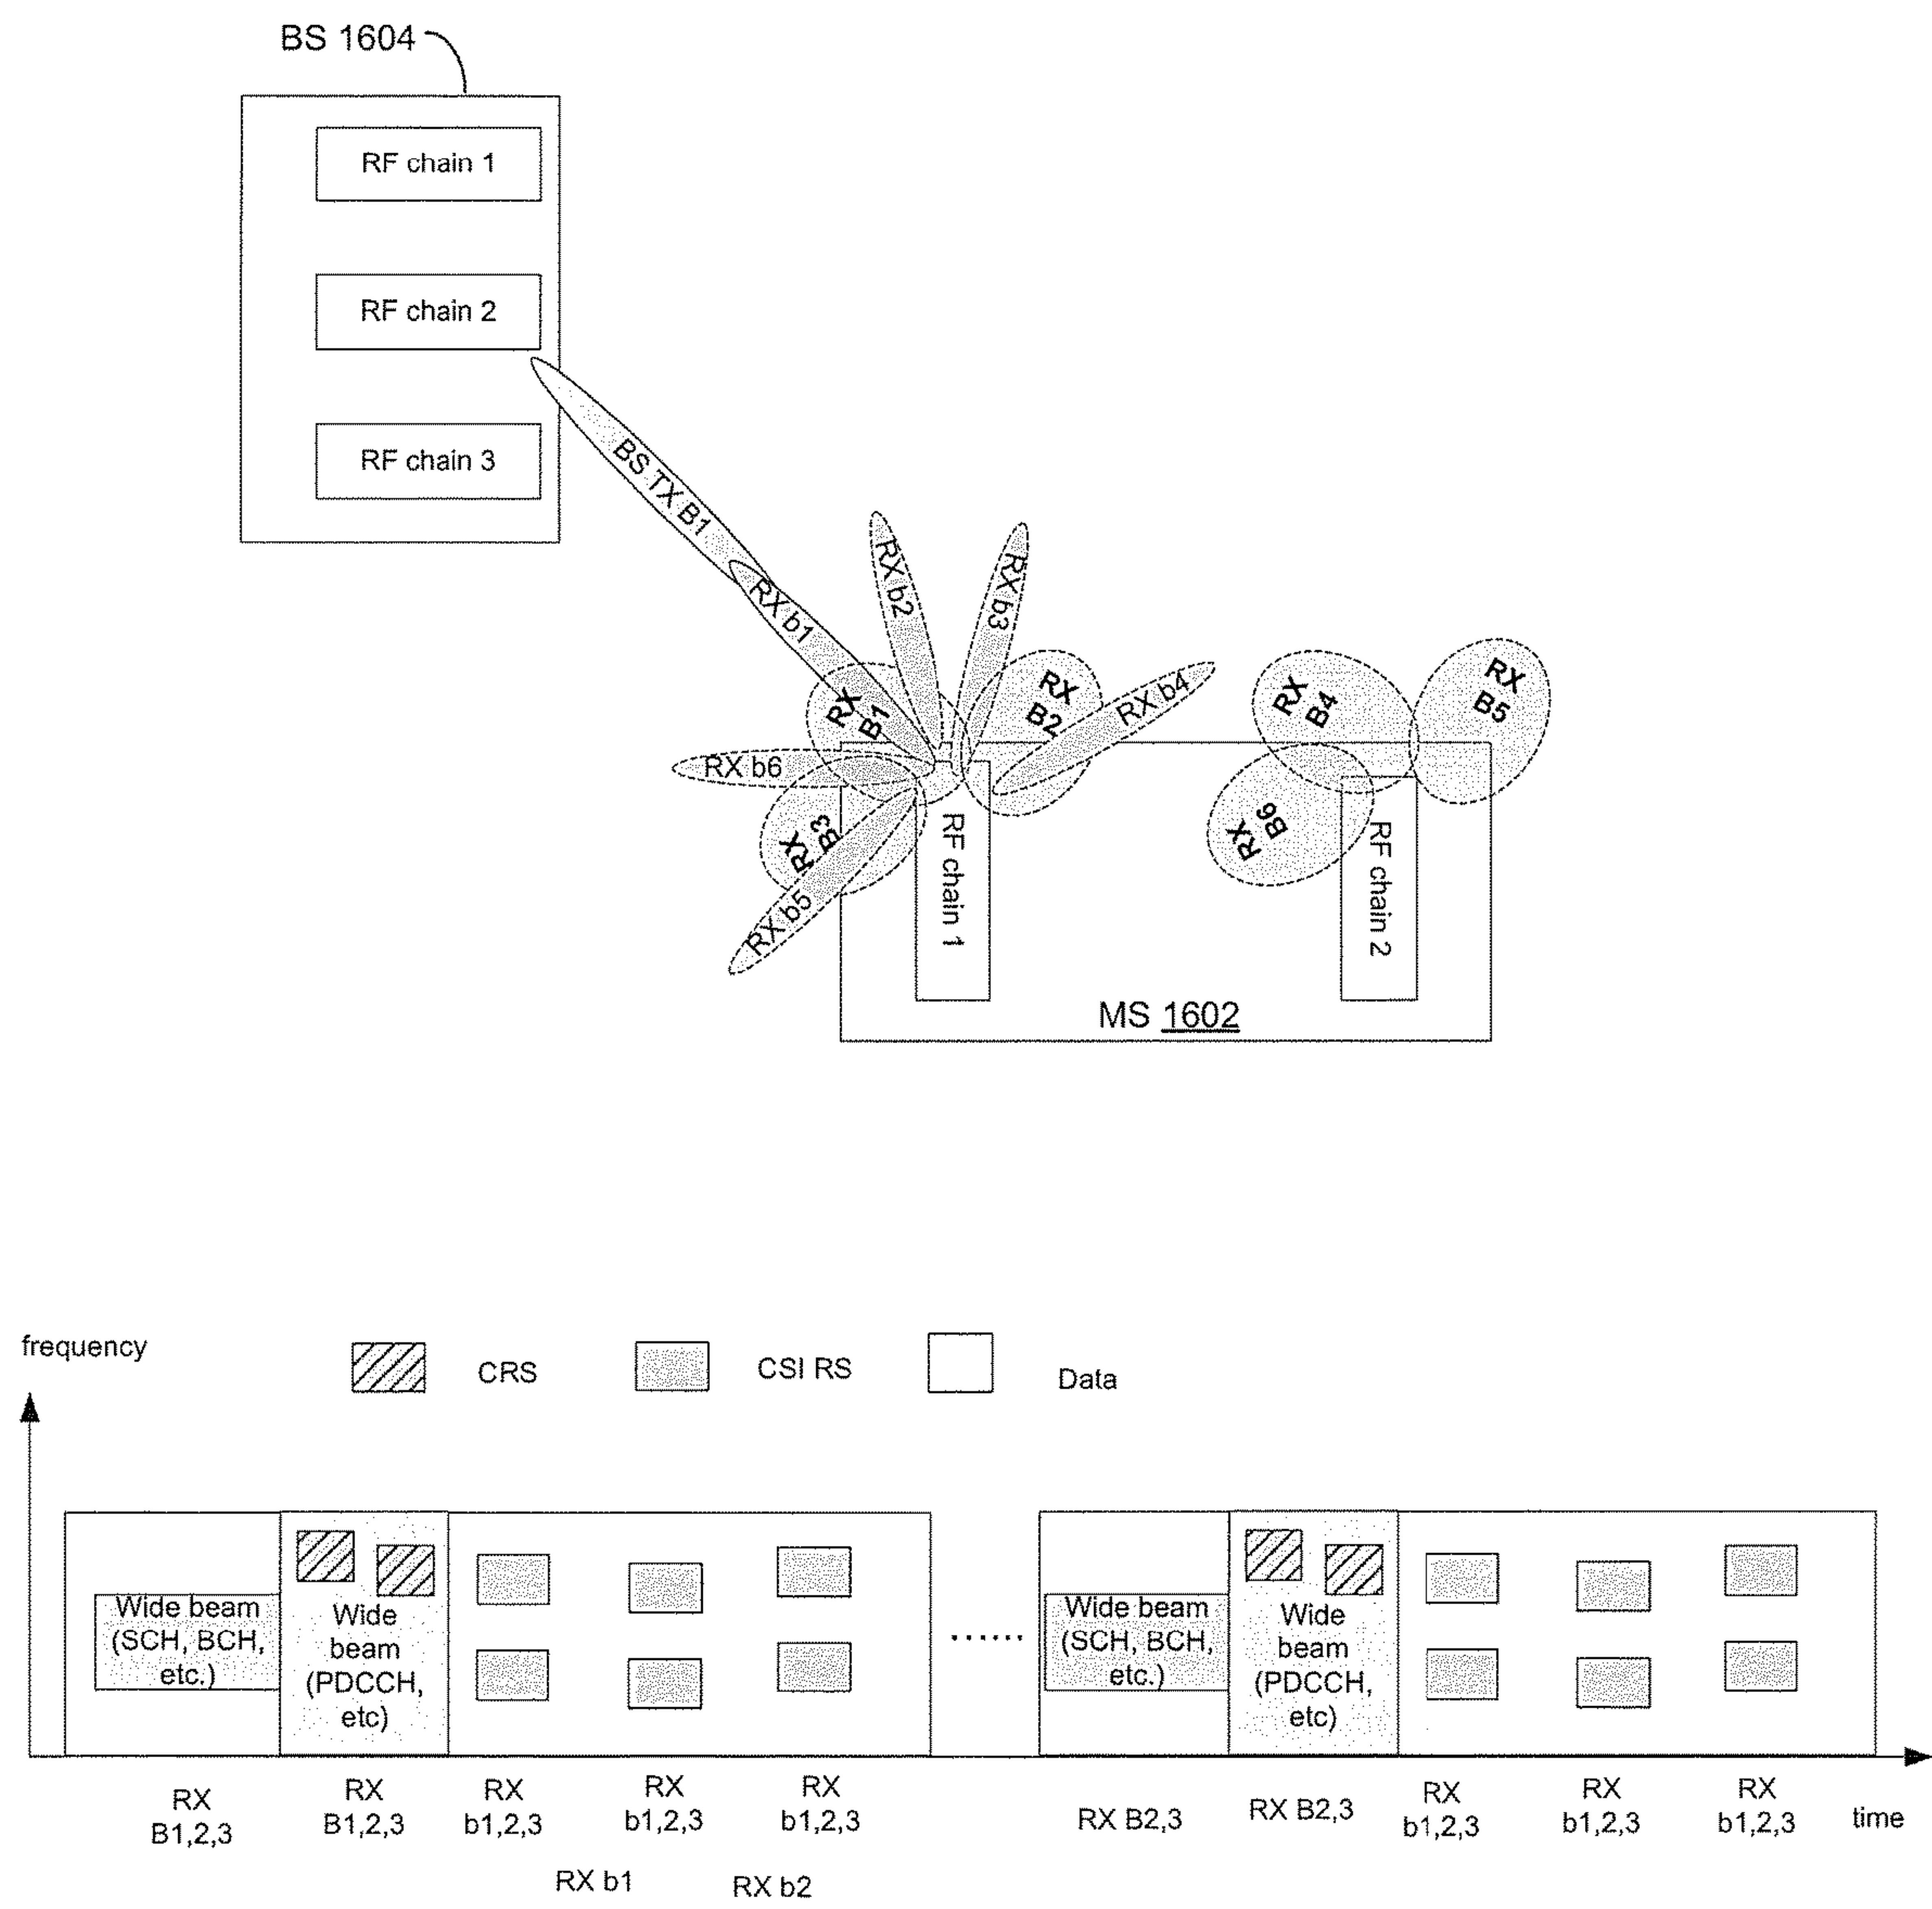 BS 1604
RF chain 1
RF chain 2
RF chain 3
BS TX B1
RX b1
RX b2
RX b3
RX b4
RX
B1
RX
B2
RX b6
RX
B3
RX b5
RF chain 1
RX
B4
RX
B5
RX
B6
RF chain 2
MS 1602
frequency
CRS
CSI RS
Data
Wide beam
(SCH, BCH,
etc.)
Wide
beam
(PDCCH,
etc)
......
Wide beam
(SCH, BCH,
etc.)
Wide
beam
(PDCCH,
etc)
RX
B1,2,3
RX
B1,2,3
RX
b1,2,3
RX
b1,2,3
RX
b1,2,3
RX B2,3
RX B2,3
RX
b1,2,3
RX
b1,2,3
RX
b1,2,3
time
RX b1
RX b2